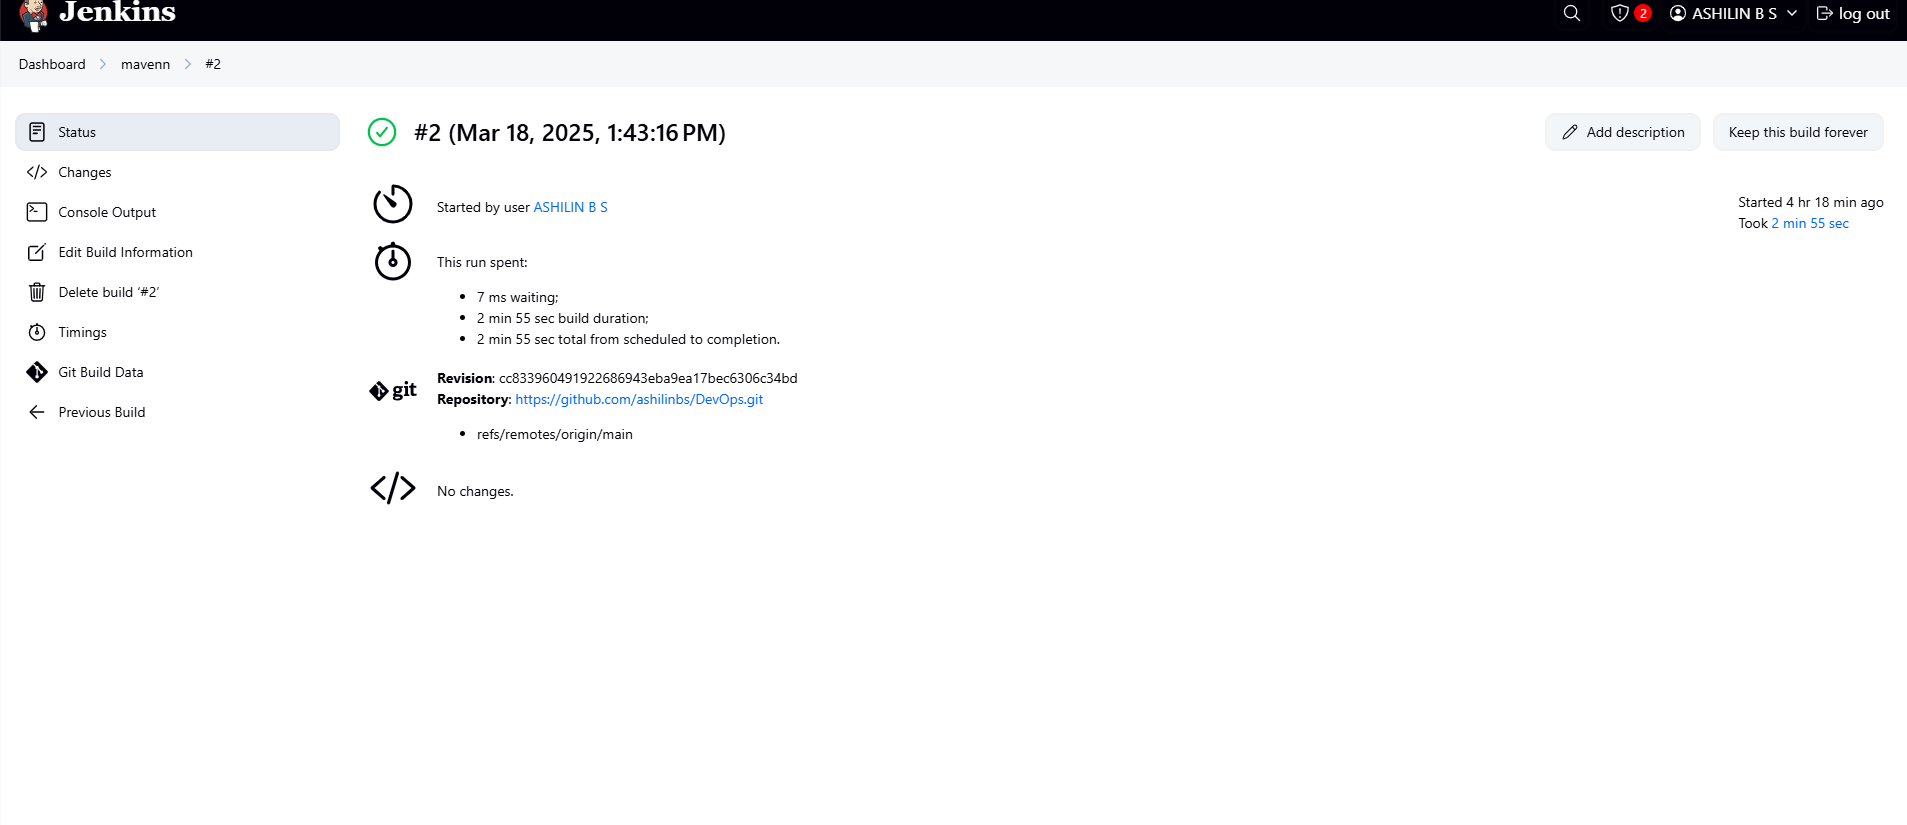 Jenkins
2
ASHILIN B S
log out
Dashboard
mavenn
#2
Status
Changes
Console Output
Edit Build Information
Delete build ‘#2’
Timings
Git Build Data
Previous Build
#2 (Mar 18, 2025, 1:43:16 PM)
Add description
Keep this build forever
Started by user ASHILIN B S
Started 4 hr 18 min ago
Took 2 min 55 sec
This run spent:
7 ms waiting;
2 min 55 sec build duration;
2 min 55 sec total from scheduled to completion.
git
Revision: cc833960491922686943eba9ea17bec6306c34bd
Repository: https://github.com/ashilinbs/DevOps.git
refs/remotes/origin/main
No changes.